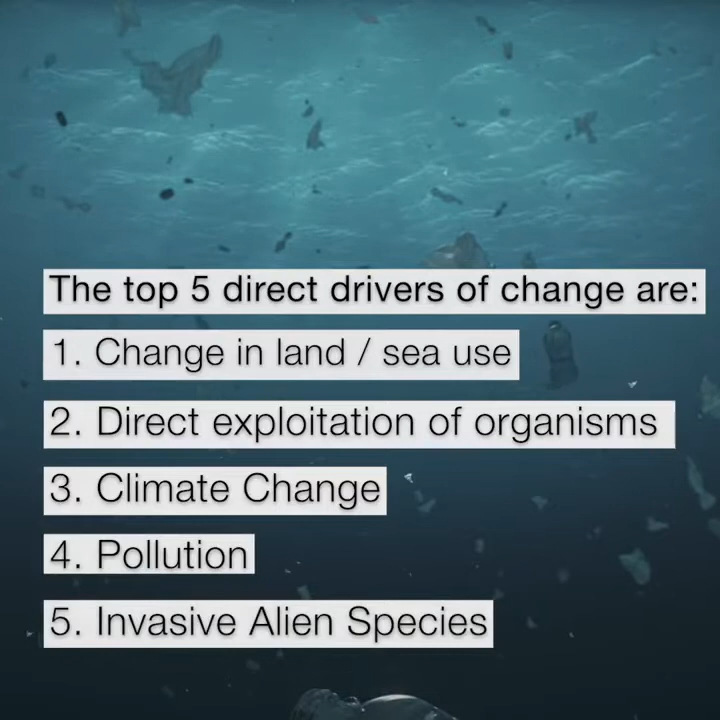 The top 5 direct drivers of change are:
1. Change in land / sea use
2. Direct exploitation of organisms
3. Climate Change
4. Pollution
5. Invasive Alien Species